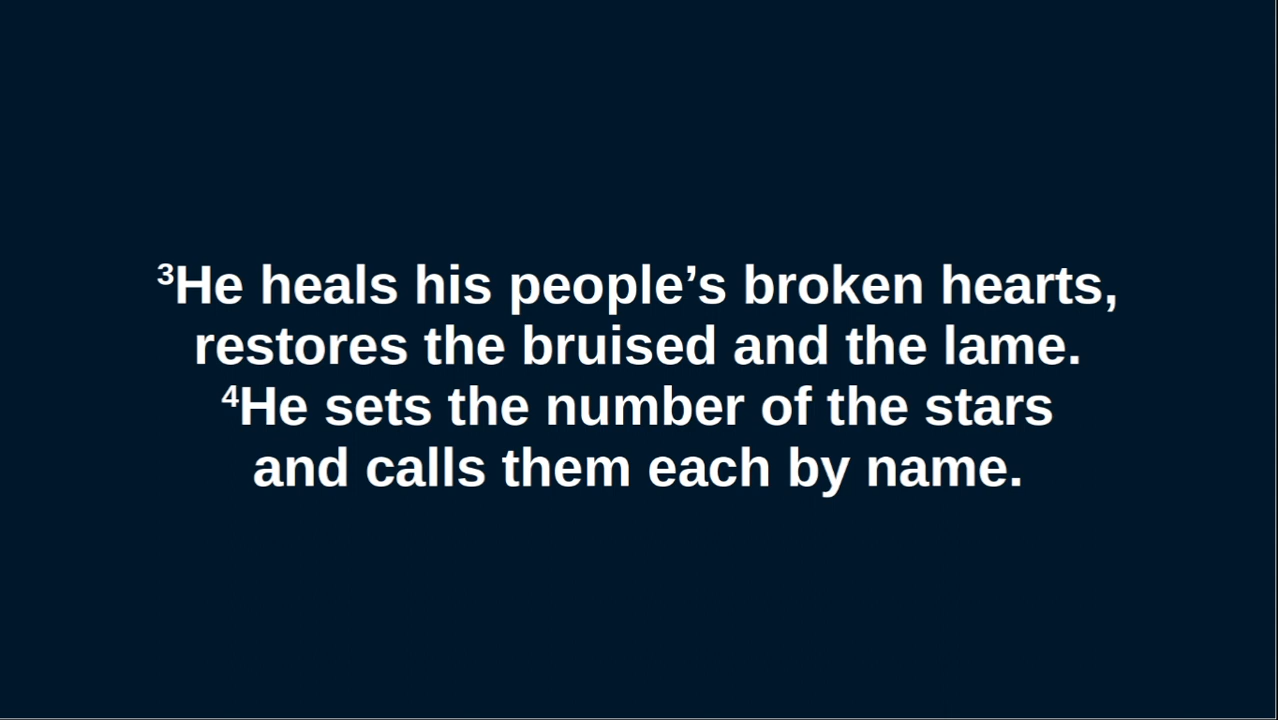 ³He heals his people’s broken hearts,
restores the bruised and the lame.
⁴He sets the number of the stars
and calls them each by name.